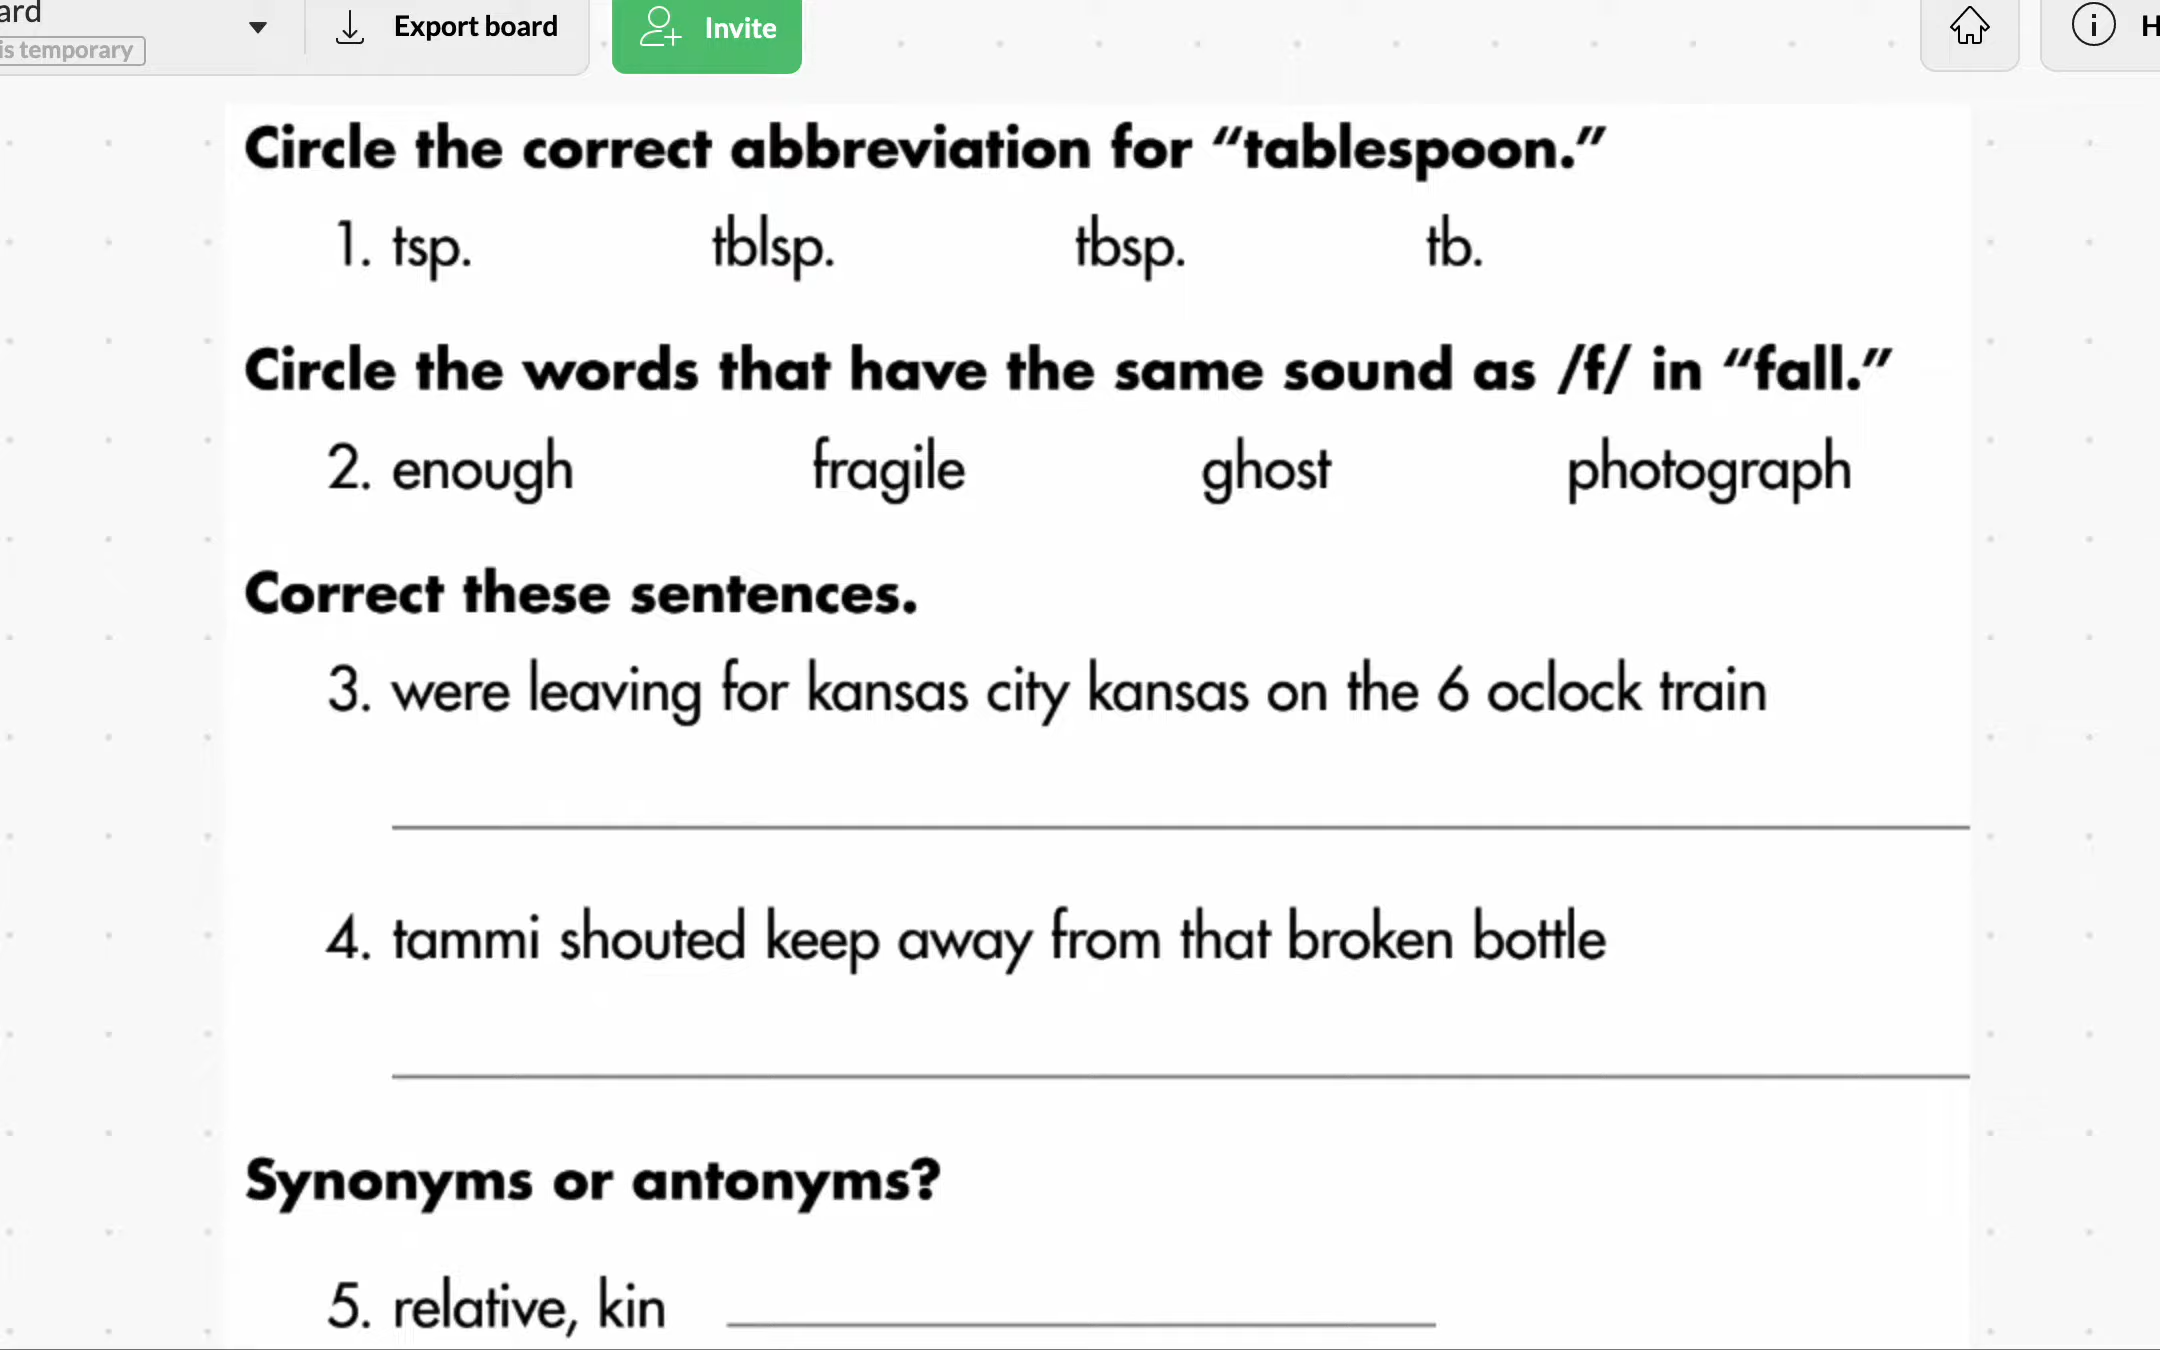 ard
is temporary
Export board
Invite
H
Circle the correct abbreviation for “tablespoon.”
1. tsp. tblsp. tbsp. tb.
Circle the words that have the same sound as /f/ in “fall.”
2. enough fragile ghost photograph
Correct these sentences.
3. were leaving for kansas city kansas on the 6 oclock train
4. tammi shouted keep away from that broken bottle
Synonyms or antonyms?
5. relative, kin